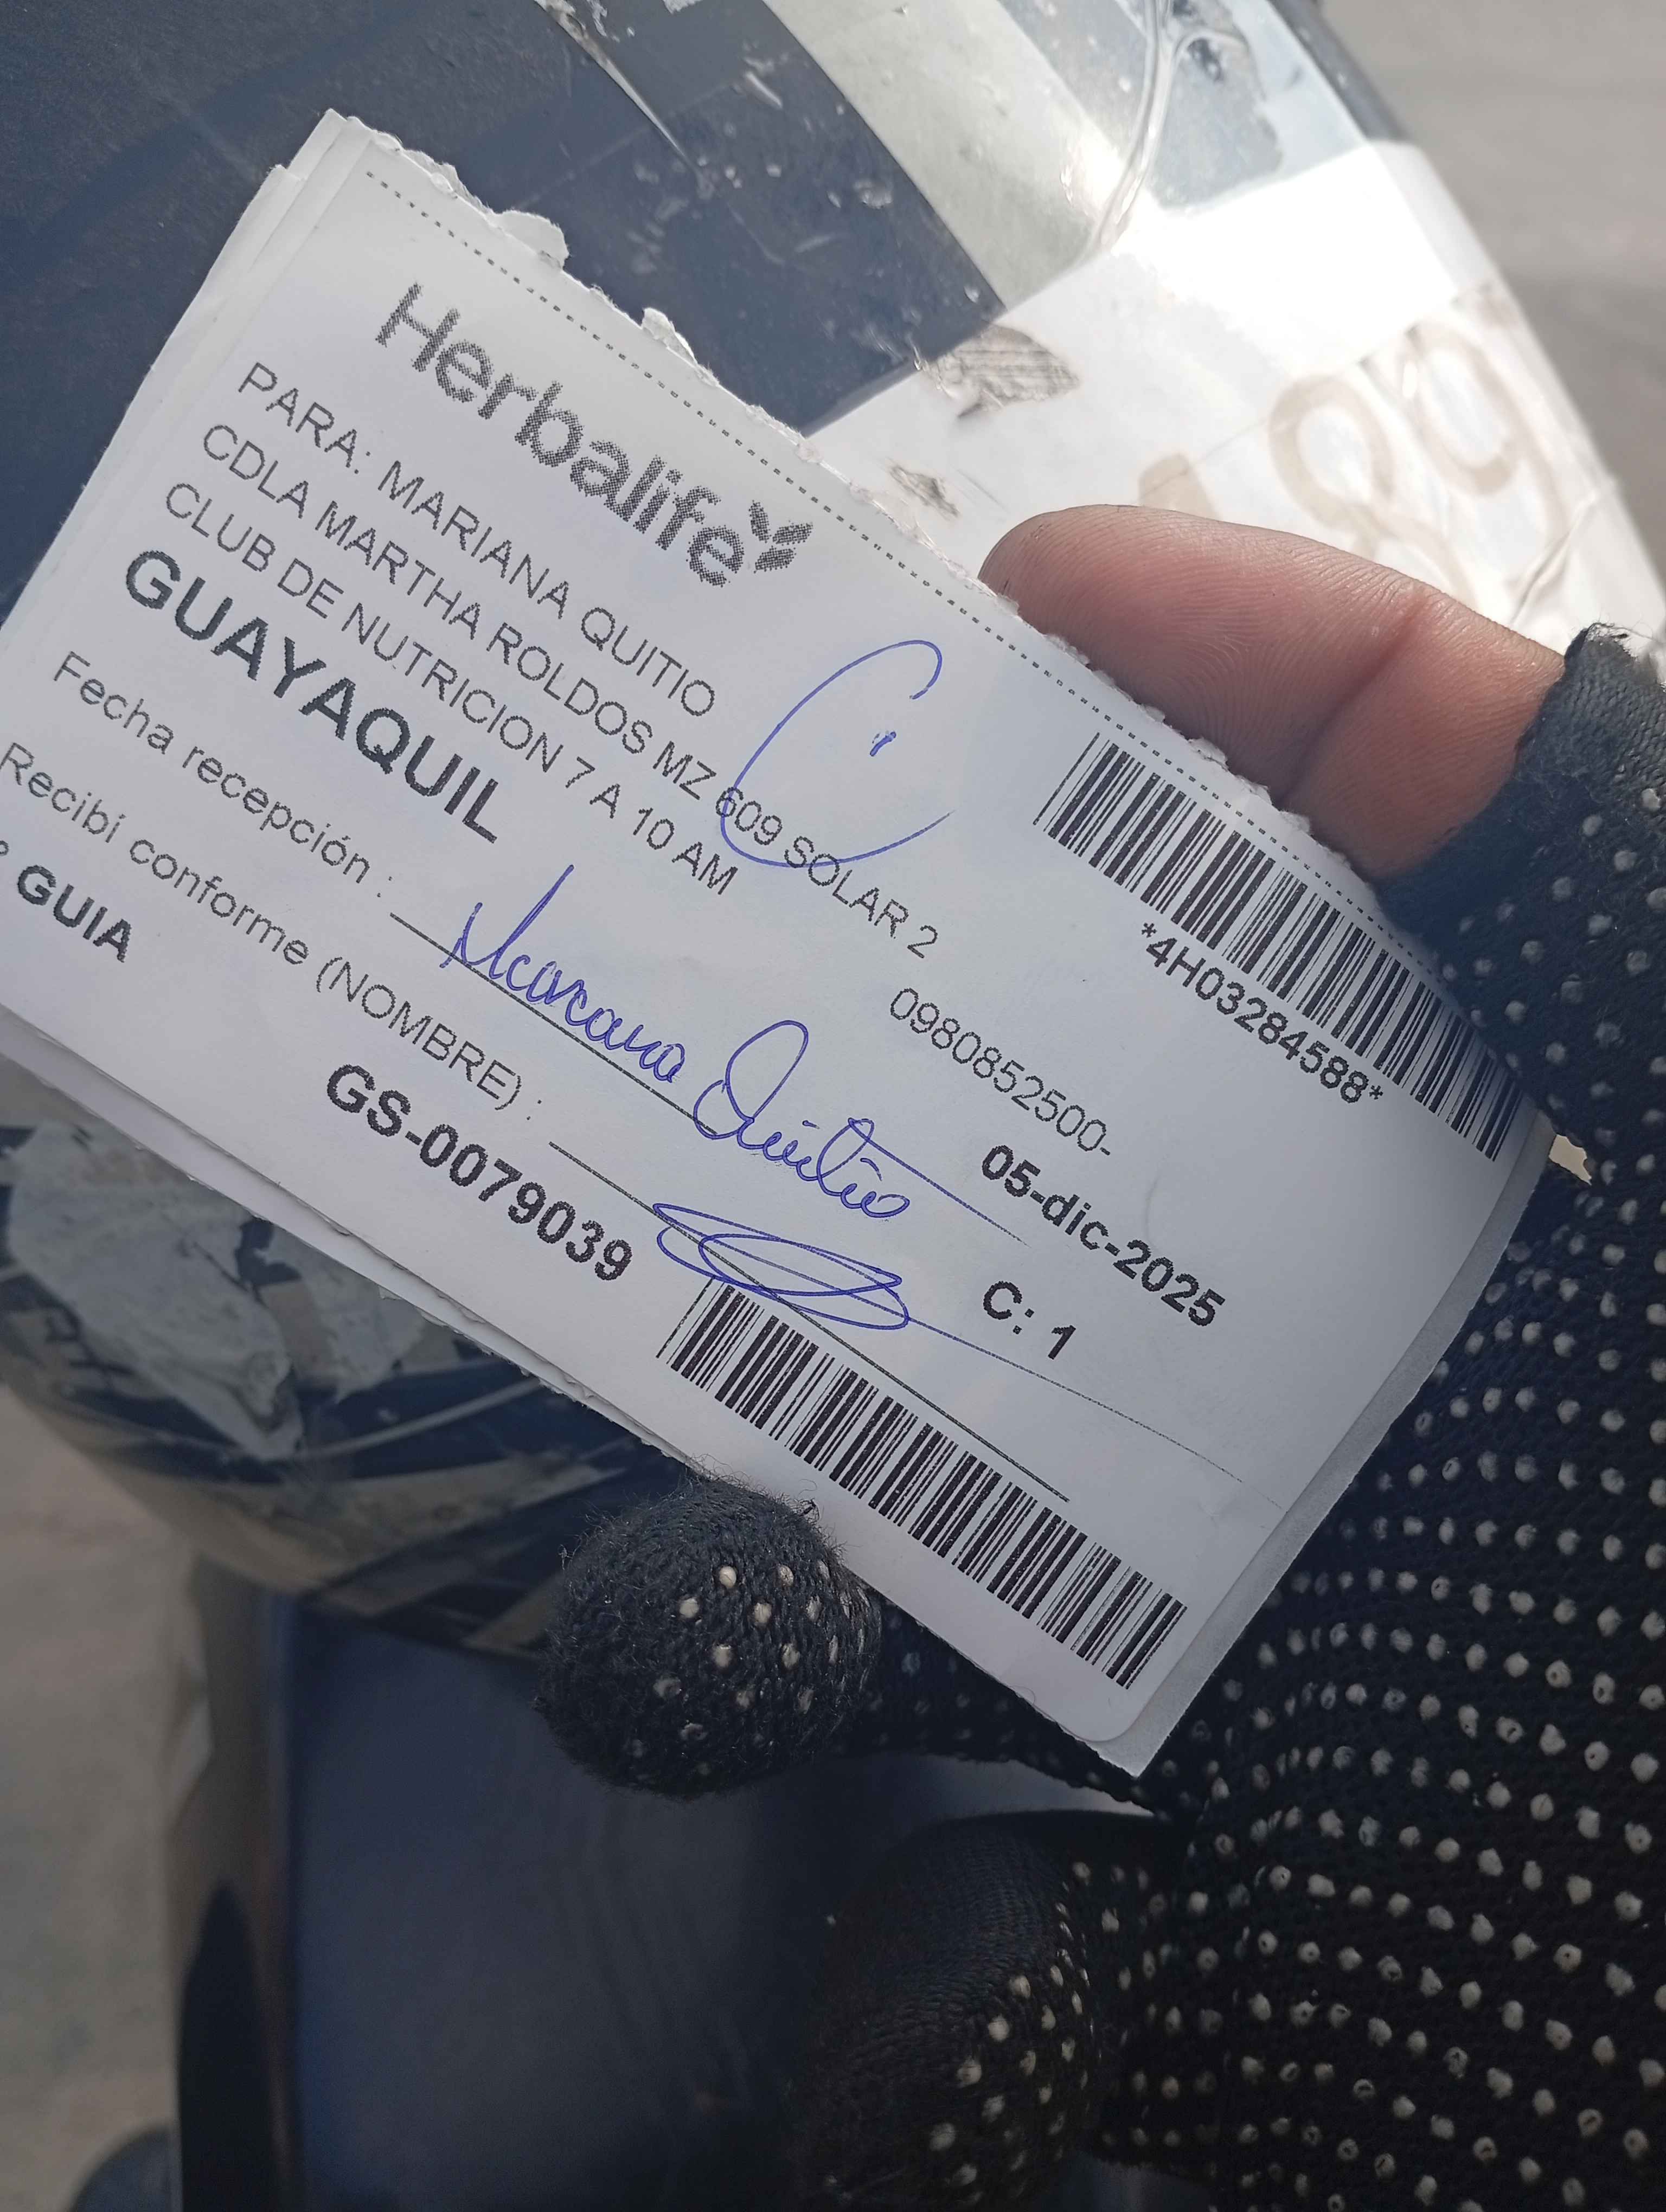 Herbalife
PARA: MARIANA QUITIO
CDLA MARTHA ROLDOS MZ 609 SOLAR 2
CLUB DE NUTRICION 7 A 10 AM
GUAYAQUIL
0980852500-
*4H03284588*
05-dic-2025
Fecha recepción :
Mariana Quitio
Recibí conforme (NOMBRE) :
C: 1
° GUIA
GS-0079039